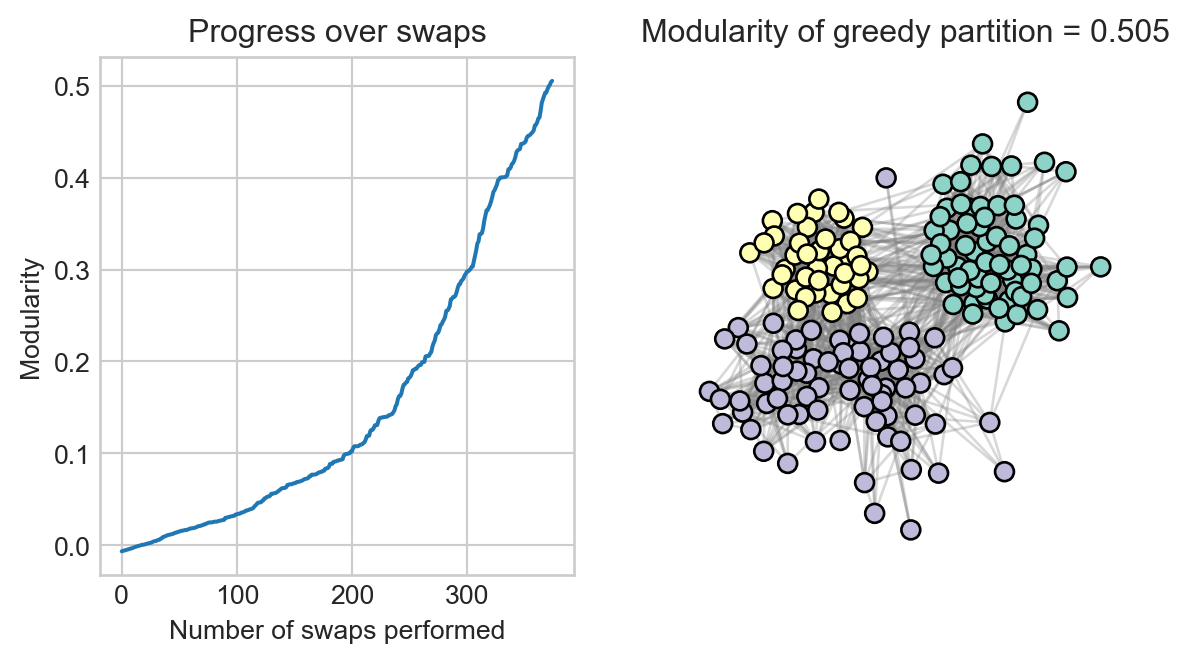 Progress over swaps
Modularity of greedy partition = 0.505
Modularity
0.5
0.4
0.3
0.2
0.1
0.0
0
100
200
300
Number of swaps performed